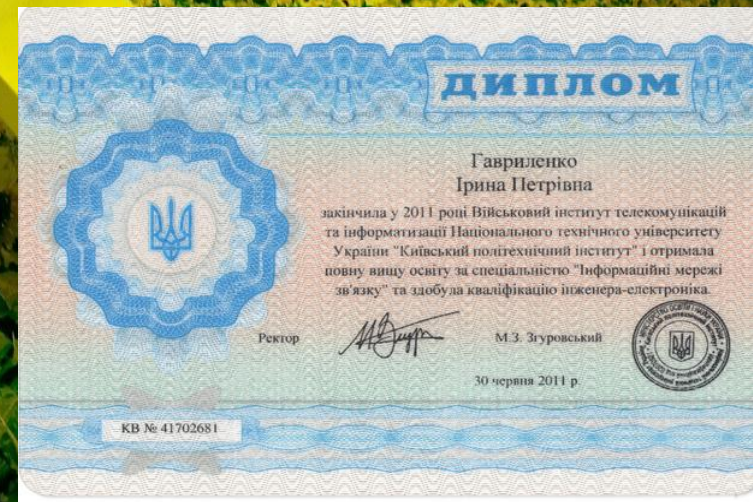 ДИПЛОМ
Гавриленко
Ірина Петрівна
закінчила у 2011 році Військовий інститут телекомунікацій
та інформатизації Національного технічного університету
України "Київський політехнічний інститут" і отримала
повну вищу освіту за спеціальністю "Інформаційні мережі
зв'язку" та здобула кваліфікацію інженера-електроніка.
Ректор
М.З. Згуровський
30 червня 2011 р.
КВ № 41702681